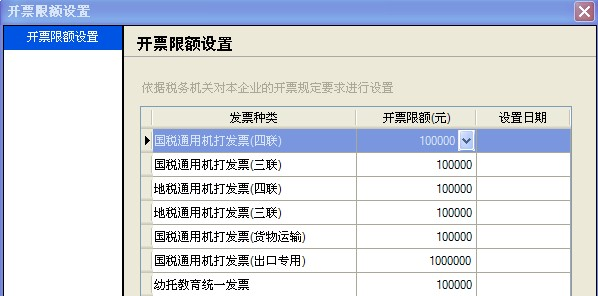 开票限额设置
开票限额设置
开票限额设置
依据税务机关对本企业的开票规定要求进行设置
发票种类 开票限额(元) 设置日期
国税通用机打发票(四联) 100000
国税通用机打发票(三联) 100000
地税通用机打发票(四联) 100000
地税通用机打发票(三联) 100000
国税通用机打发票(货物运输) 100000
国税通用机打发票(出口专用) 1000000
幼托教育统一发票 100000